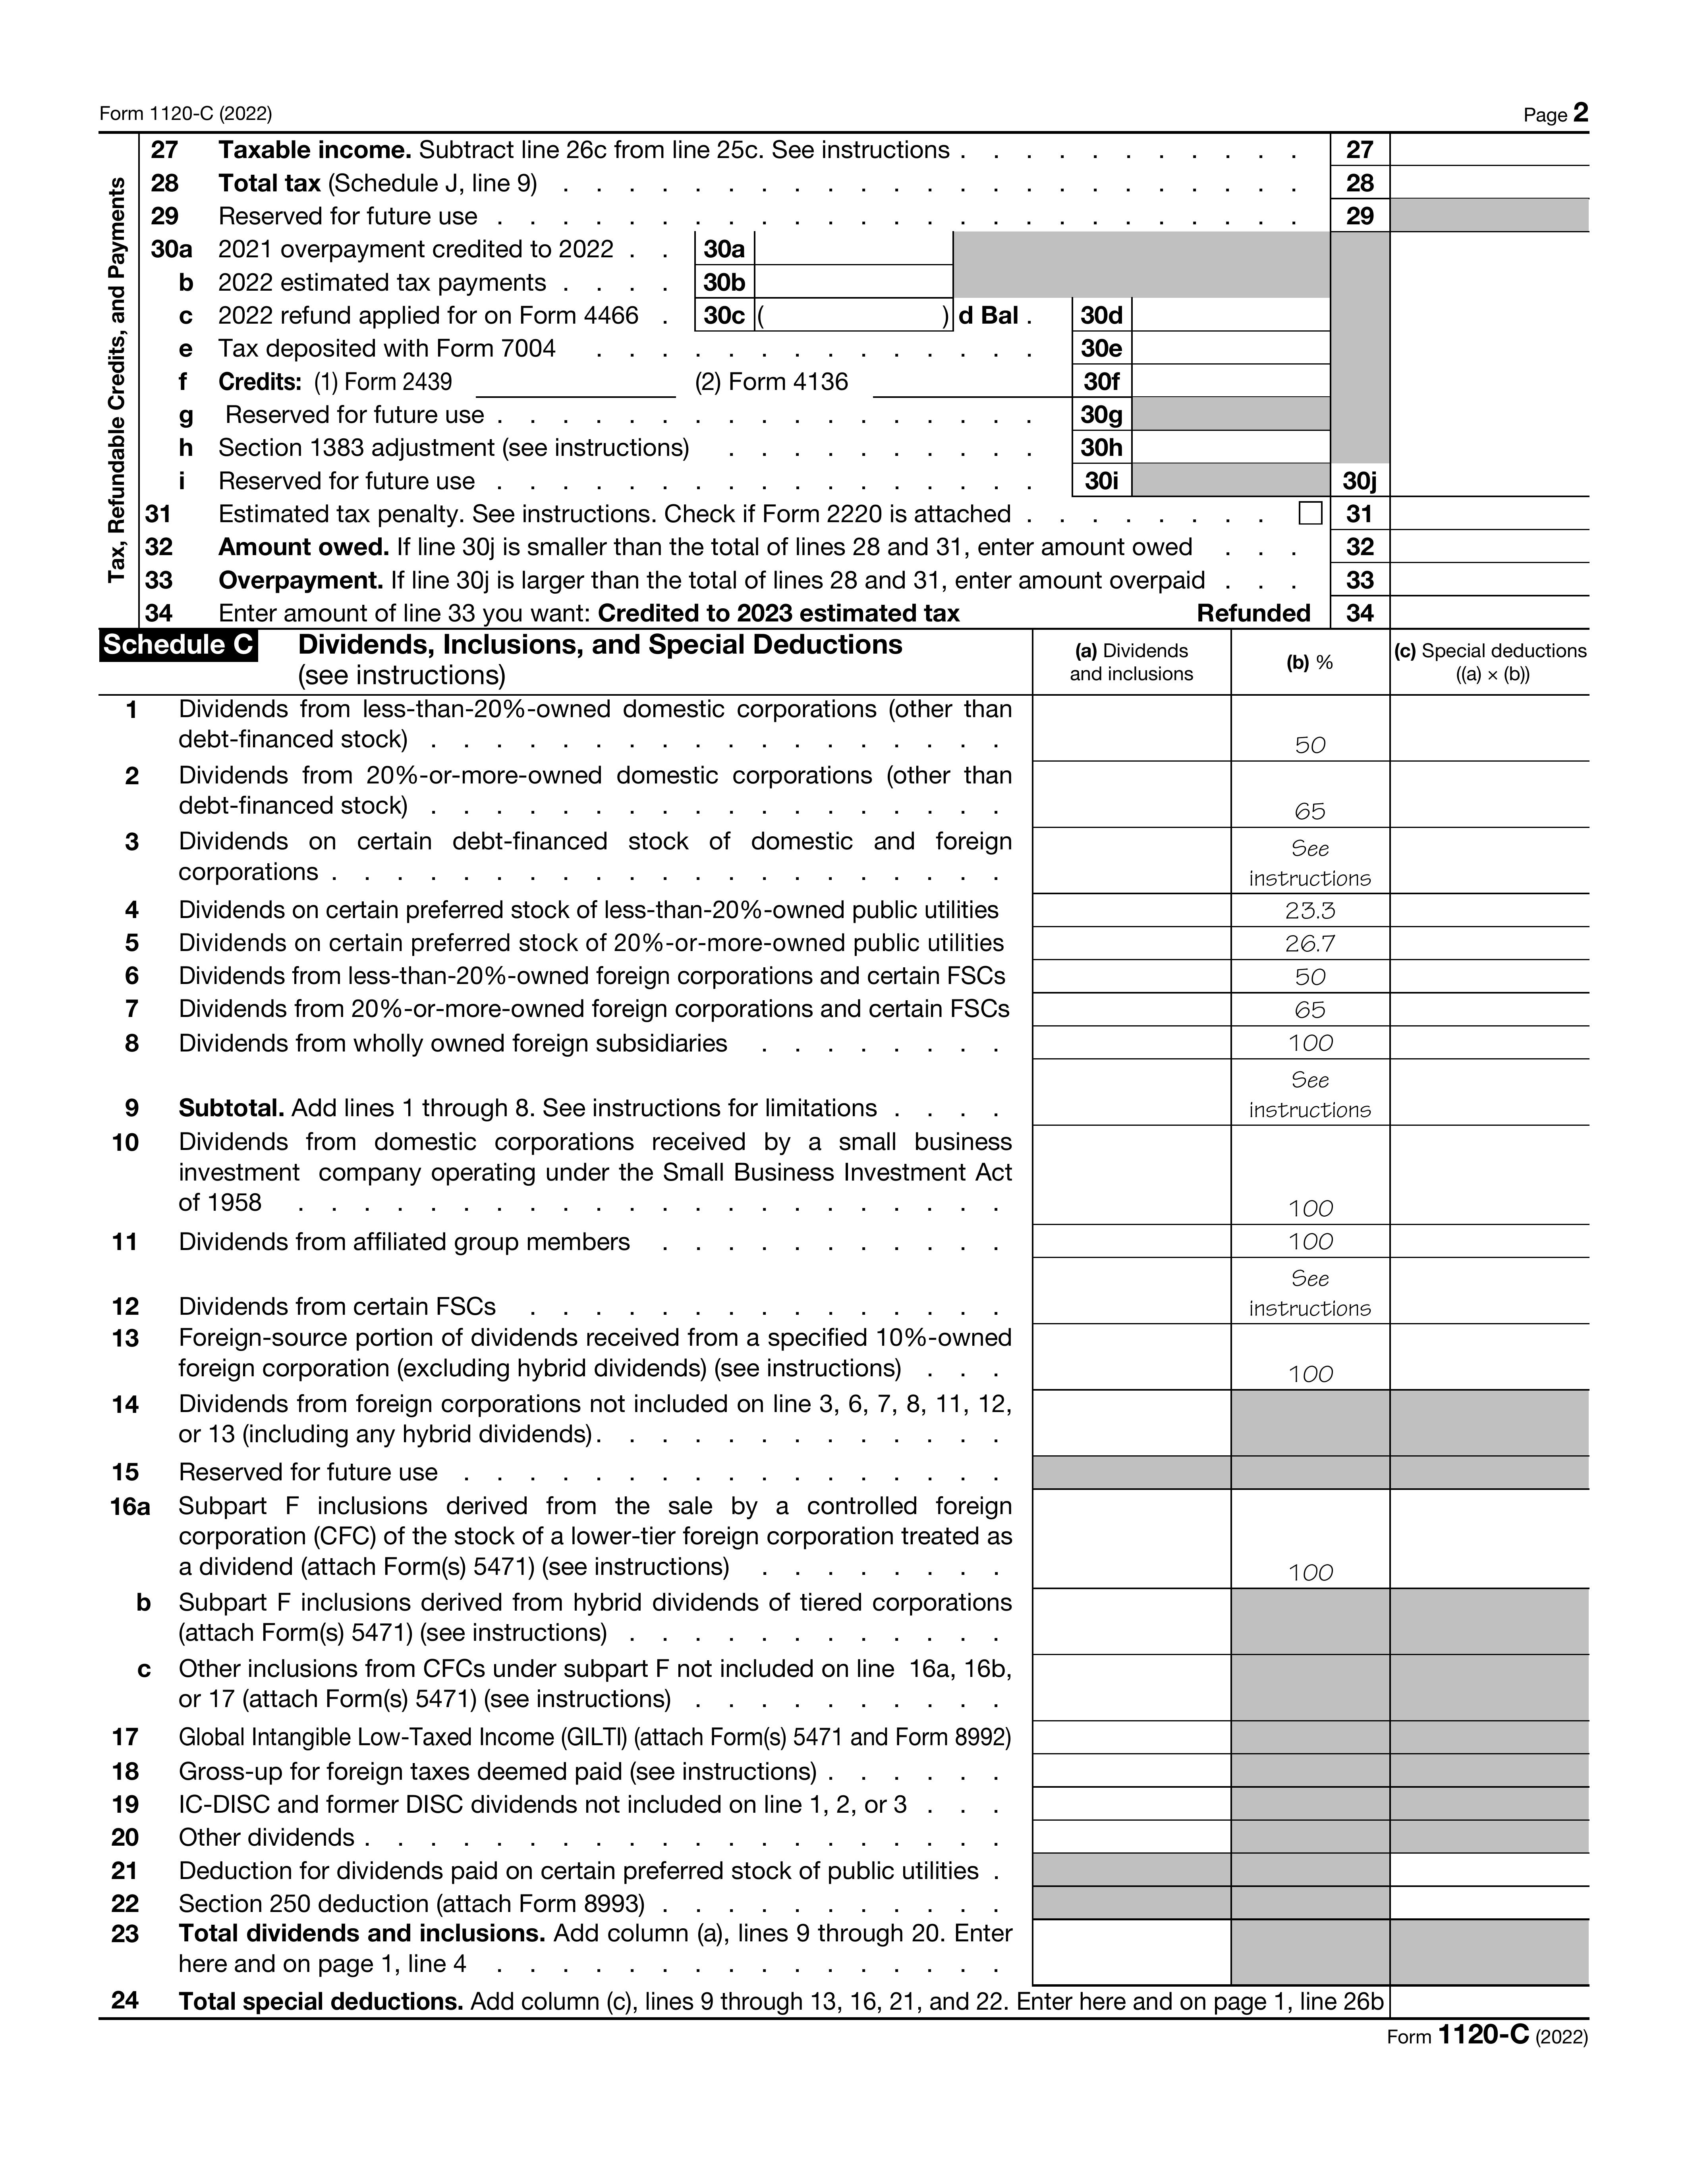 Form 1120-C (2022) Page 2
Tax, Refundable Credits, and Payments
27 Taxable income. Subtract line 26c from line 25c. See instructions . . . . . . . . . . . 27
28 Total tax (Schedule J, line 9) . . . . . . . . . . . . . . . . . . . . . . . 28
29 Reserved for future use . . . . . . . . . . . . . . . . . . . . . . . . . 29
30a 2021 overpayment credited to 2022 . . 30a
b 2022 estimated tax payments . . . . 30b
c 2022 refund applied for on Form 4466 . 30c ( ) d Bal . 30d
e Tax deposited with Form 7004 . . . . . . . . . . . . . . 30e
f Credits: (1) Form 2439 (2) Form 4136 30f
g Reserved for future use . . . . . . . . . . . . . . . . . 30g
h Section 1383 adjustment (see instructions) . . . . . . . . . . 30h
i Reserved for future use . . . . . . . . . . . . . . . . . 30i 30j
31 Estimated tax penalty. See instructions. Check if Form 2220 is attached . . . . . . . . 31
32 Amount owed. If line 30j is smaller than the total of lines 28 and 31, enter amount owed . . . 32
33 Overpayment. If line 30j is larger than the total of lines 28 and 31, enter amount overpaid . . . 33
34 Enter amount of line 33 you want: Credited to 2023 estimated tax Refunded 34
Schedule C Dividends, Inclusions, and Special Deductions
(see instructions)
(a) Dividends
and inclusions
(b) %
(c) Special deductions
((a) × (b))
1 Dividends from less-than-20%-owned domestic corporations (other than
debt-financed stock) . . . . . . . . . . . . . . . . . . 50
2 Dividends from 20%-or-more-owned domestic corporations (other than
debt-financed stock) . . . . . . . . . . . . . . . . . . 65
3 Dividends on certain debt-financed stock of domestic and foreign See
corporations . . . . . . . . . . . . . . . . . . . . . instructions
4 Dividends on certain preferred stock of less-than-20%-owned public utilities 23.3
5 Dividends on certain preferred stock of 20%-or-more-owned public utilities 26.7
6 Dividends from less-than-20%-owned foreign corporations and certain FSCs 50
7 Dividends from 20%-or-more-owned foreign corporations and certain FSCs 65
8 Dividends from wholly owned foreign subsidiaries . . . . . . . . 100
See
9 Subtotal. Add lines 1 through 8. See instructions for limitations . . . . instructions
10 Dividends from domestic corporations received by a small business
investment company operating under the Small Business Investment Act
of 1958 . . . . . . . . . . . . . . . . . . . . . . 100
11 Dividends from affiliated group members . . . . . . . . . . . 100
See
12 Dividends from certain FSCs . . . . . . . . . . . . . . . instructions
13 Foreign-source portion of dividends received from a specified 10%-owned
foreign corporation (excluding hybrid dividends) (see instructions) . . . 100
14 Dividends from foreign corporations not included on line 3, 6, 7, 8, 11, 12,
or 13 (including any hybrid dividends). . . . . . . . . . . . .
15 Reserved for future use . . . . . . . . . . . . . . . . .
16a Subpart F inclusions derived from the sale by a controlled foreign
corporation (CFC) of the stock of a lower-tier foreign corporation treated as
a dividend (attach Form(s) 5471) (see instructions) . . . . . . . . 100
b Subpart F inclusions derived from hybrid dividends of tiered corporations
(attach Form(s) 5471) (see instructions) . . . . . . . . . . . .
c Other inclusions from CFCs under subpart F not included on line 16a, 16b,
or 17 (attach Form(s) 5471) (see instructions) . . . . . . . . . .
17 Global Intangible Low-Taxed Income (GILTI) (attach Form(s) 5471 and Form 8992)
18 Gross-up for foreign taxes deemed paid (see instructions) . . . . . .
19 IC-DISC and former DISC dividends not included on line 1, 2, or 3 . . .
20 Other dividends . . . . . . . . . . . . . . . . . . . .
21 Deduction for dividends paid on certain preferred stock of public utilities .
22 Section 250 deduction (attach Form 8993) . . . . . . . . . . .
23 Total dividends and inclusions. Add column (a), lines 9 through 20. Enter
here and on page 1, line 4 . . . . . . . . . . . . . . . .
24 Total special deductions. Add column (c), lines 9 through 13, 16, 21, and 22. Enter here and on page 1, line 26b
Form 1120-C (2022)